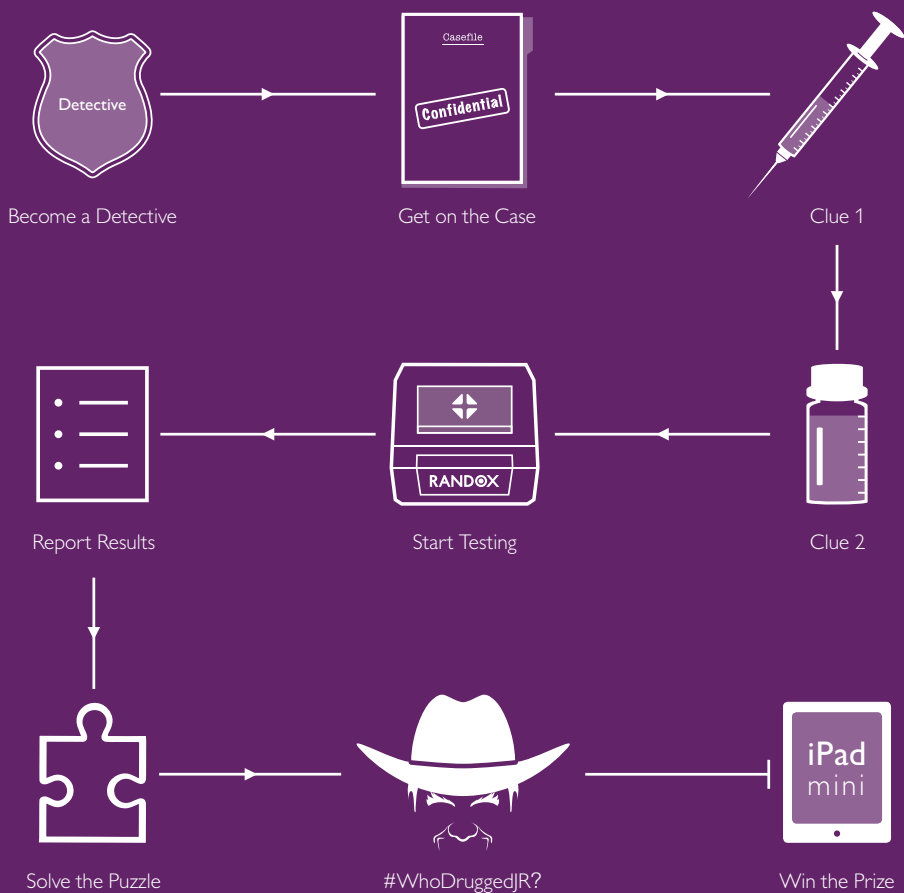 Detective
Casefile
Confidential
Become a Detective
Get on the Case
Clue 1
RANDOX
Report Results
Start Testing
Clue 2
iPad
mini
Solve the Puzzle
#WhoDruggedJR?
Win the Prize